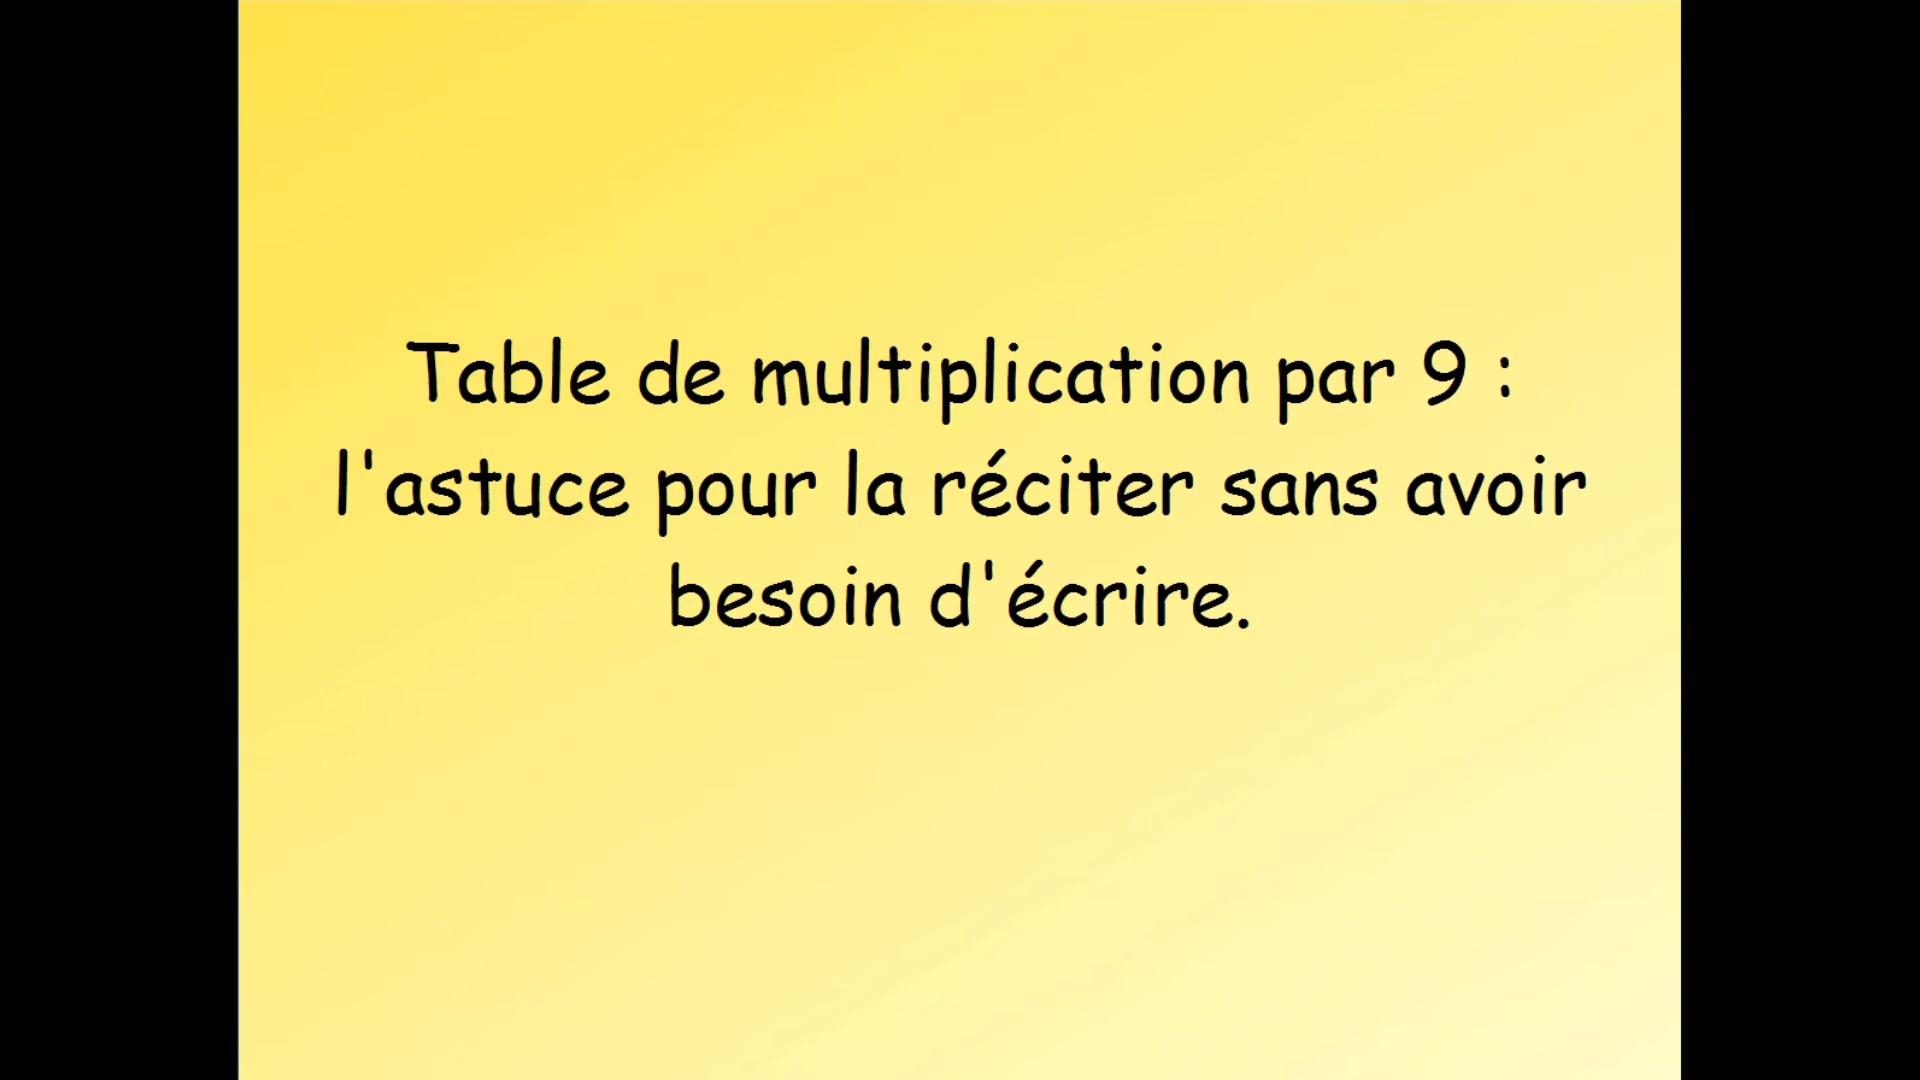 Table de multiplication par 9 :
l'astuce pour la réciter sans avoir
besoin d'écrire.